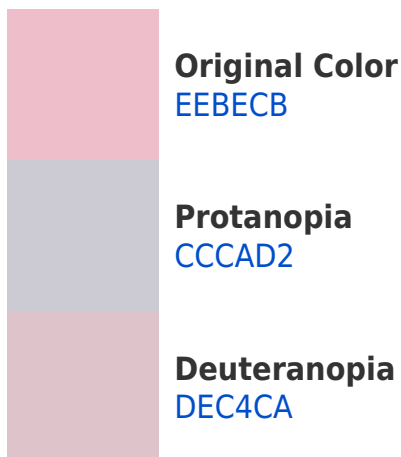 Original Color
EEBECB
Protanopia
CCCAD2
Deuteranopia
DEC4CA